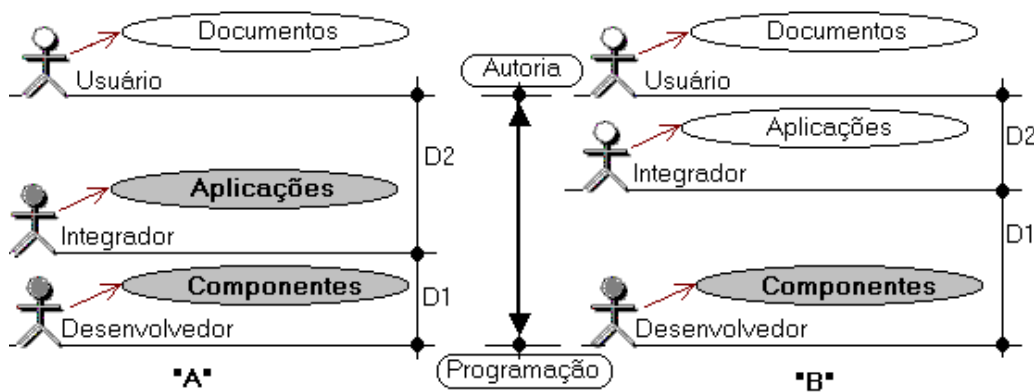 Documentos
Usuário
D2
Aplicações
Integrador
Componentes
D1
Desenvolvedor
"A"
Autoria
Programação
Documentos
Usuário
Aplicações
D2
Integrador
D1
Componentes
Desenvolvedor
"B"